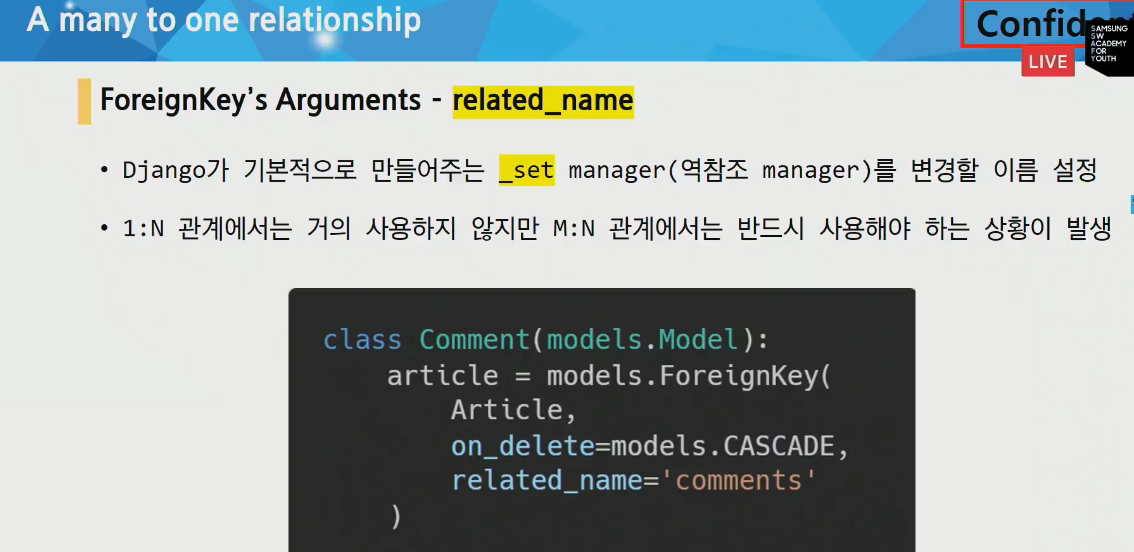 A many to one relationship
LIVE
SAMSUNG
SW
ACADEMY
FOR
YOUTH
ForeignKey's Arguments - related_name
• Django가 기본적으로 만들어주는 _set manager(역참조 manager)를 변경할 이름 설정
• 1:N 관계에서는 거의 사용하지 않지만 M:N 관계에서는 반드시 사용해야 하는 상황이 발생
class Comment(models.Model):
article = models.ForeignKey(
Article,
on_delete=models.CASCADE,
related_name='comments'
)